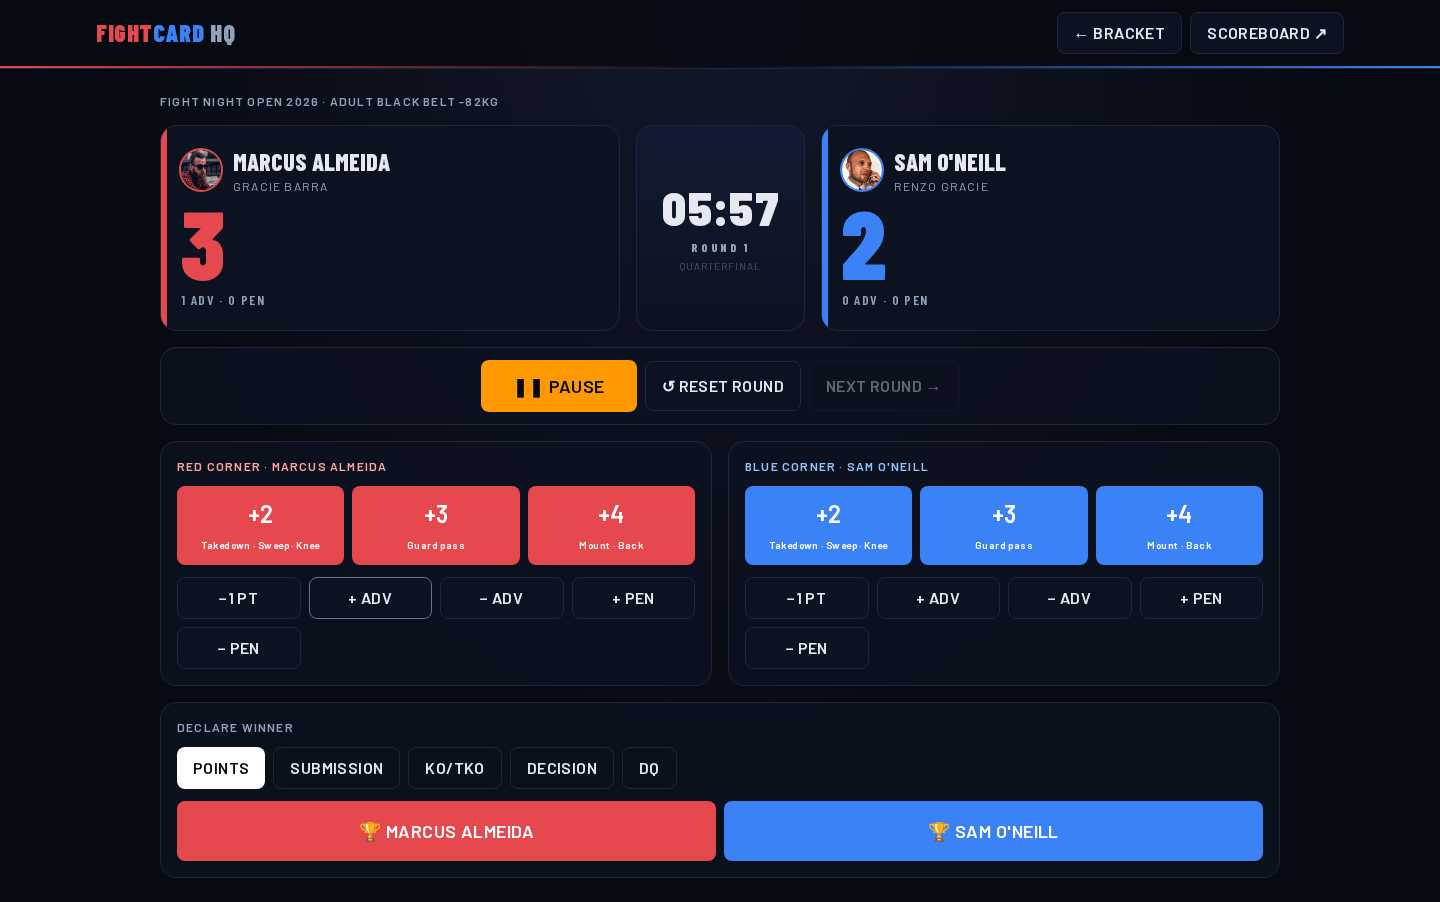 FIGHTCARD HQ
← BRACKET
SCOREBOARD ↗
FIGHT NIGHT OPEN 2026 · ADULT BLACK BELT -82KG
MARCUS ALMEIDA
GRACIE BARRA
3
1 ADV · 0 PEN
05:57
ROUND 1
QUARTERFINAL
SAM O'NEILL
RENZO GRACIE
2
0 ADV · 0 PEN
❚❚ PAUSE
↺ RESET ROUND
NEXT ROUND →
RED CORNER · MARCUS ALMEIDA
+2
Takedown · Sweep · Knee
+3
Guard pass
+4
Mount · Back
−1 PT
+ ADV
− ADV
+ PEN
− PEN
BLUE CORNER · SAM O'NEILL
+2
Takedown · Sweep · Knee
+3
Guard pass
+4
Mount · Back
−1 PT
+ ADV
− ADV
+ PEN
− PEN
DECLARE WINNER
POINTS
SUBMISSION
KO/TKO
DECISION
DQ
🏆 MARCUS ALMEIDA
🏆 SAM O'NEILL